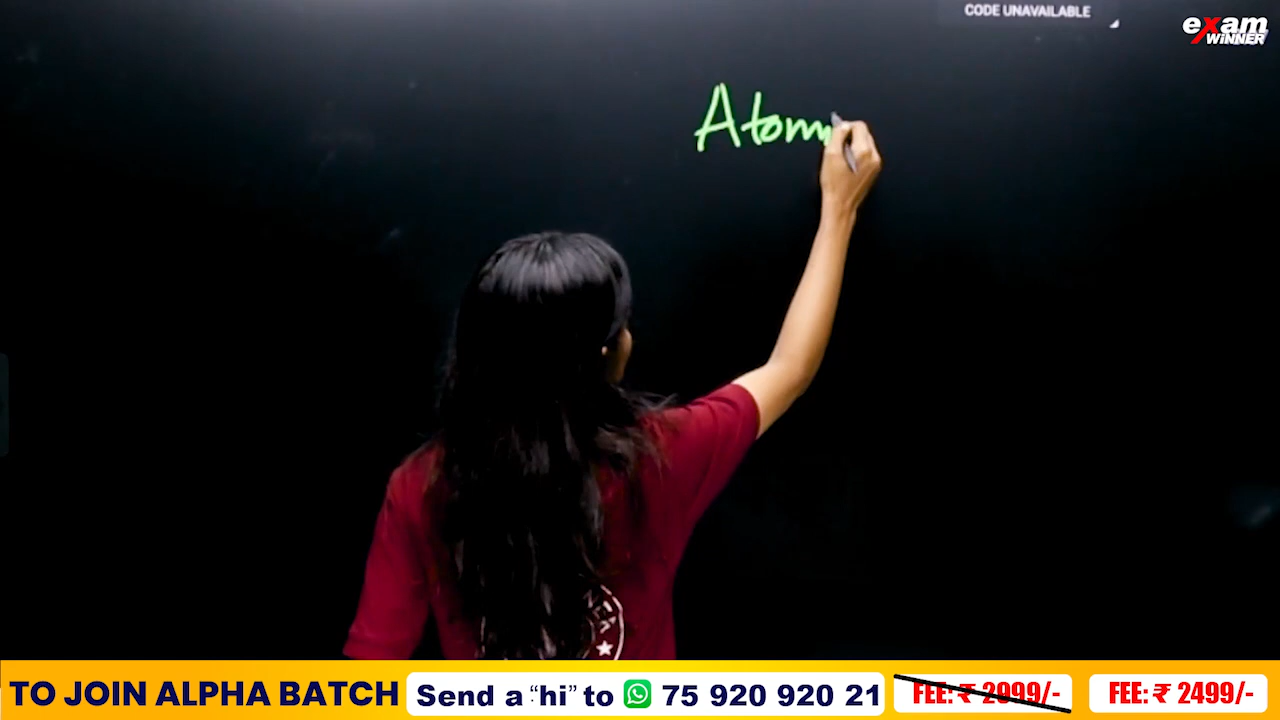 CODE UNAVAILABLE
exam
WINNER
Atom
TO JOIN ALPHA BATCH
Send a “hi” to 75 920 920 21
FEE: ₹ 2999/-
FEE: ₹ 2499/-